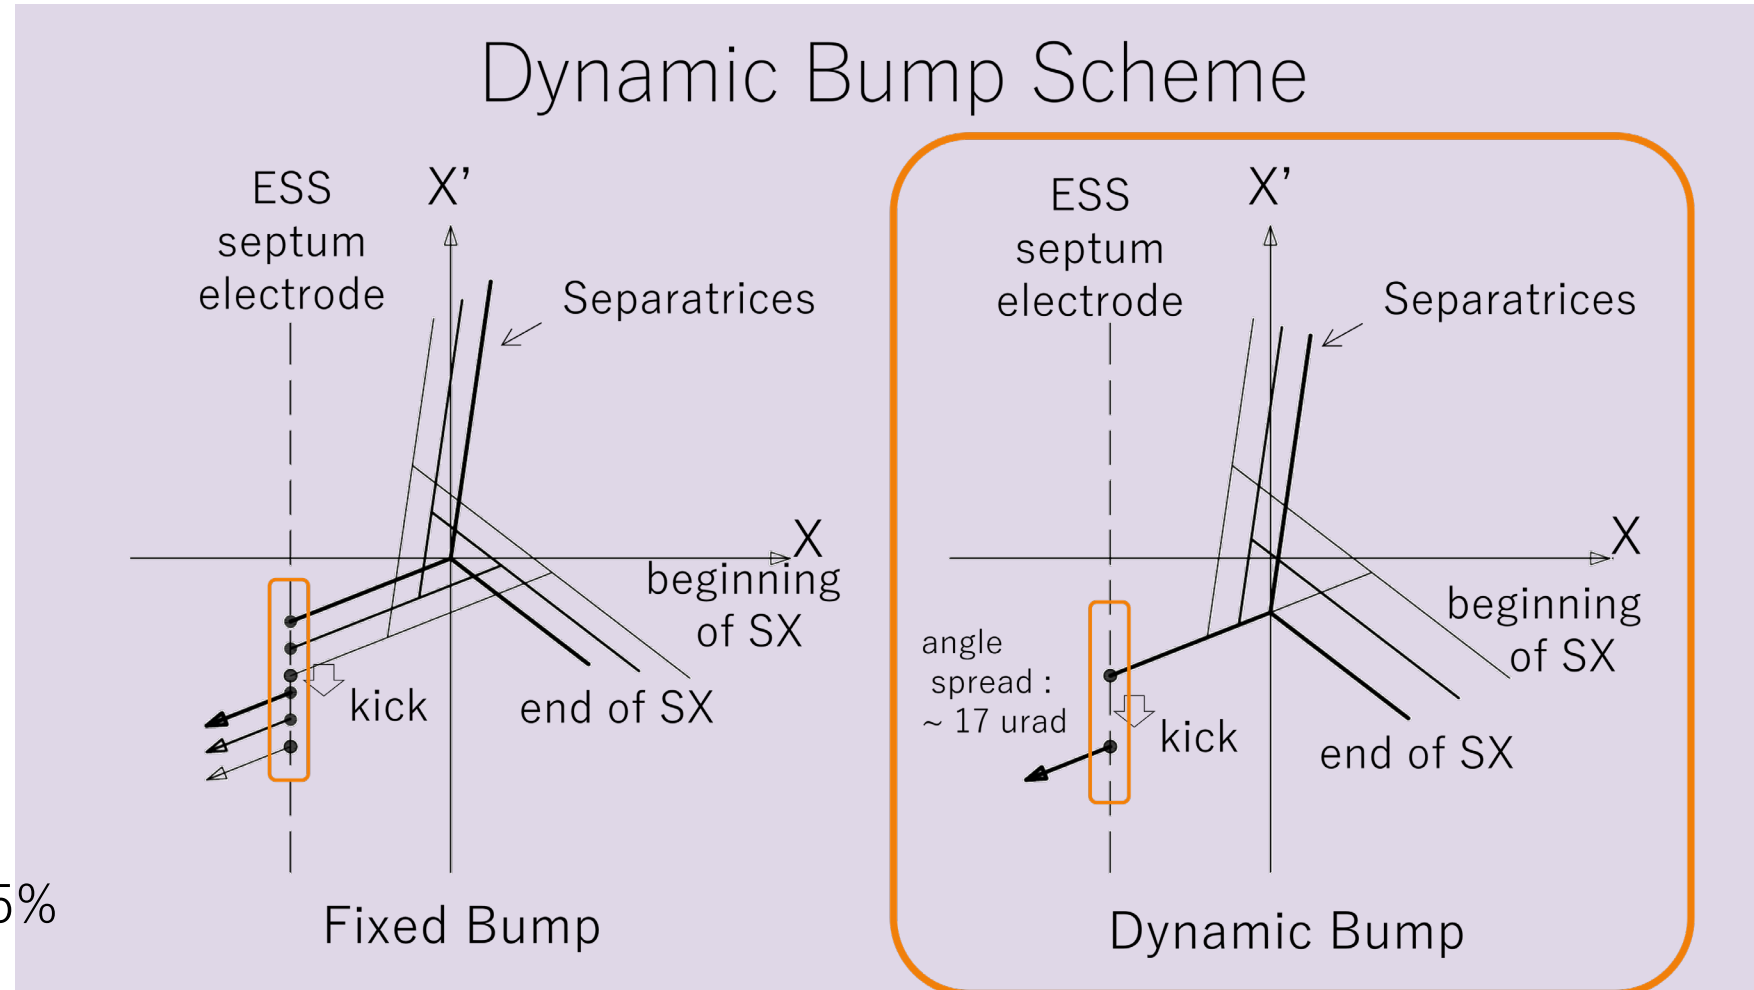 Dynamic Bump Scheme
ESS
septum
electrode
X’
Separatrices
X
beginning
of SX
kick
end of SX
Fixed Bump
ESS
septum
electrode
X’
Separatrices
X
beginning
of SX
angle
spread :
~ 17 urad
kick
end of SX
Dynamic Bump
5%